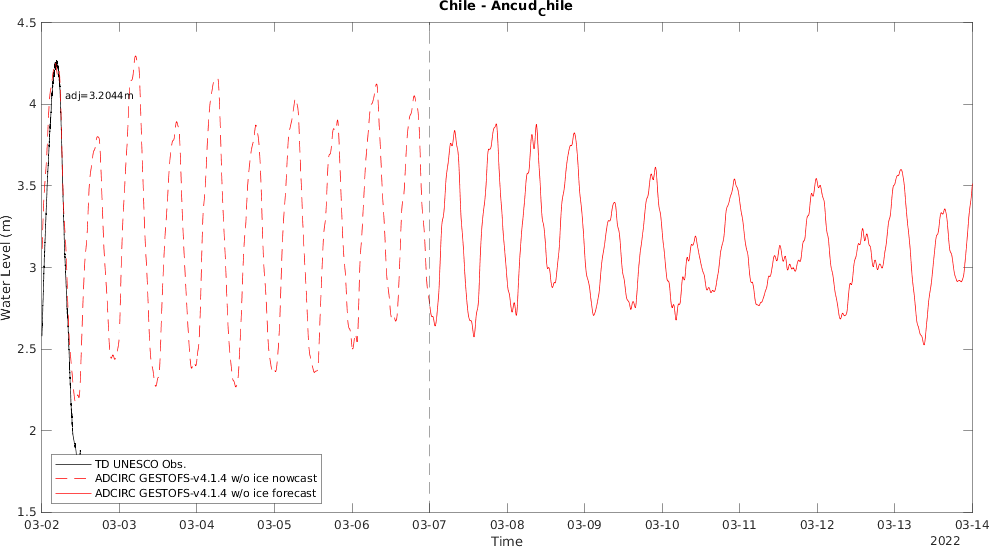 Chile - Ancud_Chile
4.5
4
3.5
3
2.5
2
1.5
Water Level (m)
adj=3.2044m
TD UNESCO Obs.
ADCIRC GESTOFS-v4.1.4 w/o ice nowcast
ADCIRC GESTOFS-v4.1.4 w/o ice forecast
03-02 03-03 03-04 03-05 03-06 03-07 03-08 03-09 03-10 03-11 03-12 03-13 03-14
Time
2022